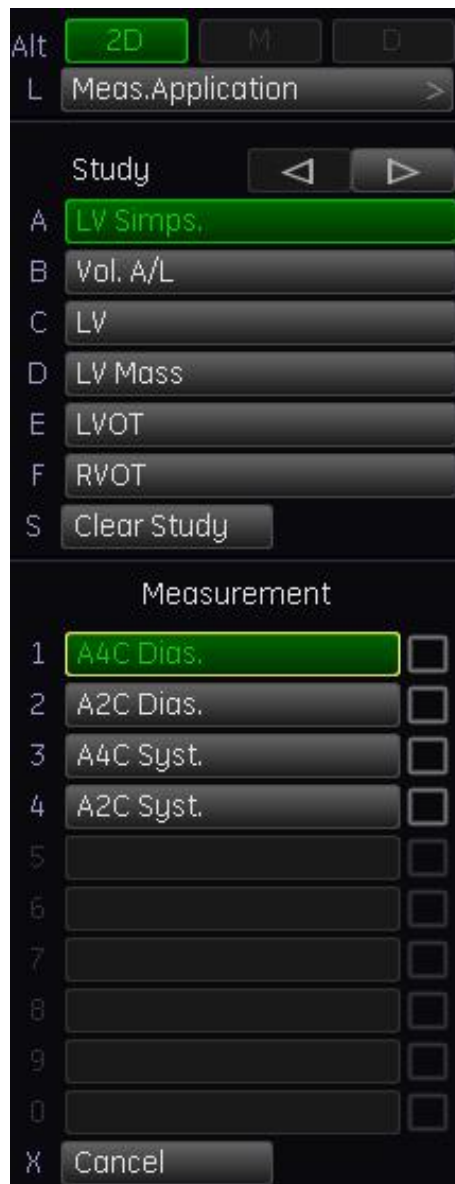 Alt 2D M D
L Meas.Application >
Study
A LV Simps.
B Vol. A/L
C LV
D LV Mass
E LVOT
F RVOT
S Clear Study
Measurement
1 A4C Dias.
2 A2C Dias.
3 A4C Syst.
4 A2C Syst.
5
6
7
8
9
0
X Cancel